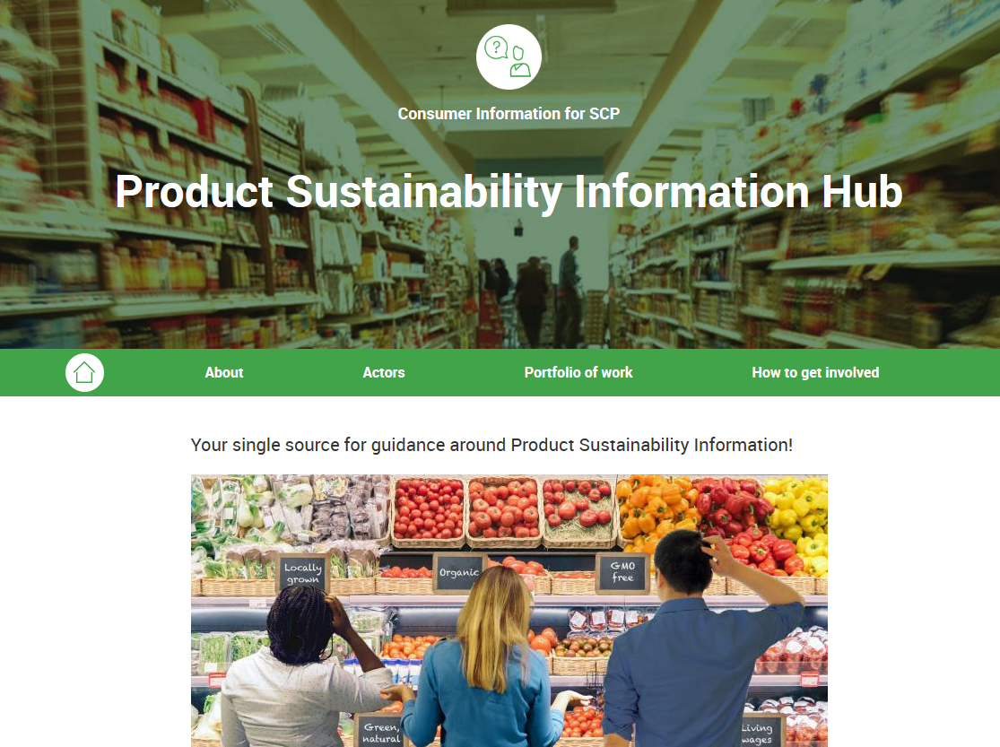 Consumer Information for SCP
Product Sustainability Information Hub
About
Actors
Portfolio of work
How to get involved
Your single source for guidance around Product Sustainability Information!
Locally
grown
Organic
GMO
free
Green,
natural
Living
wages